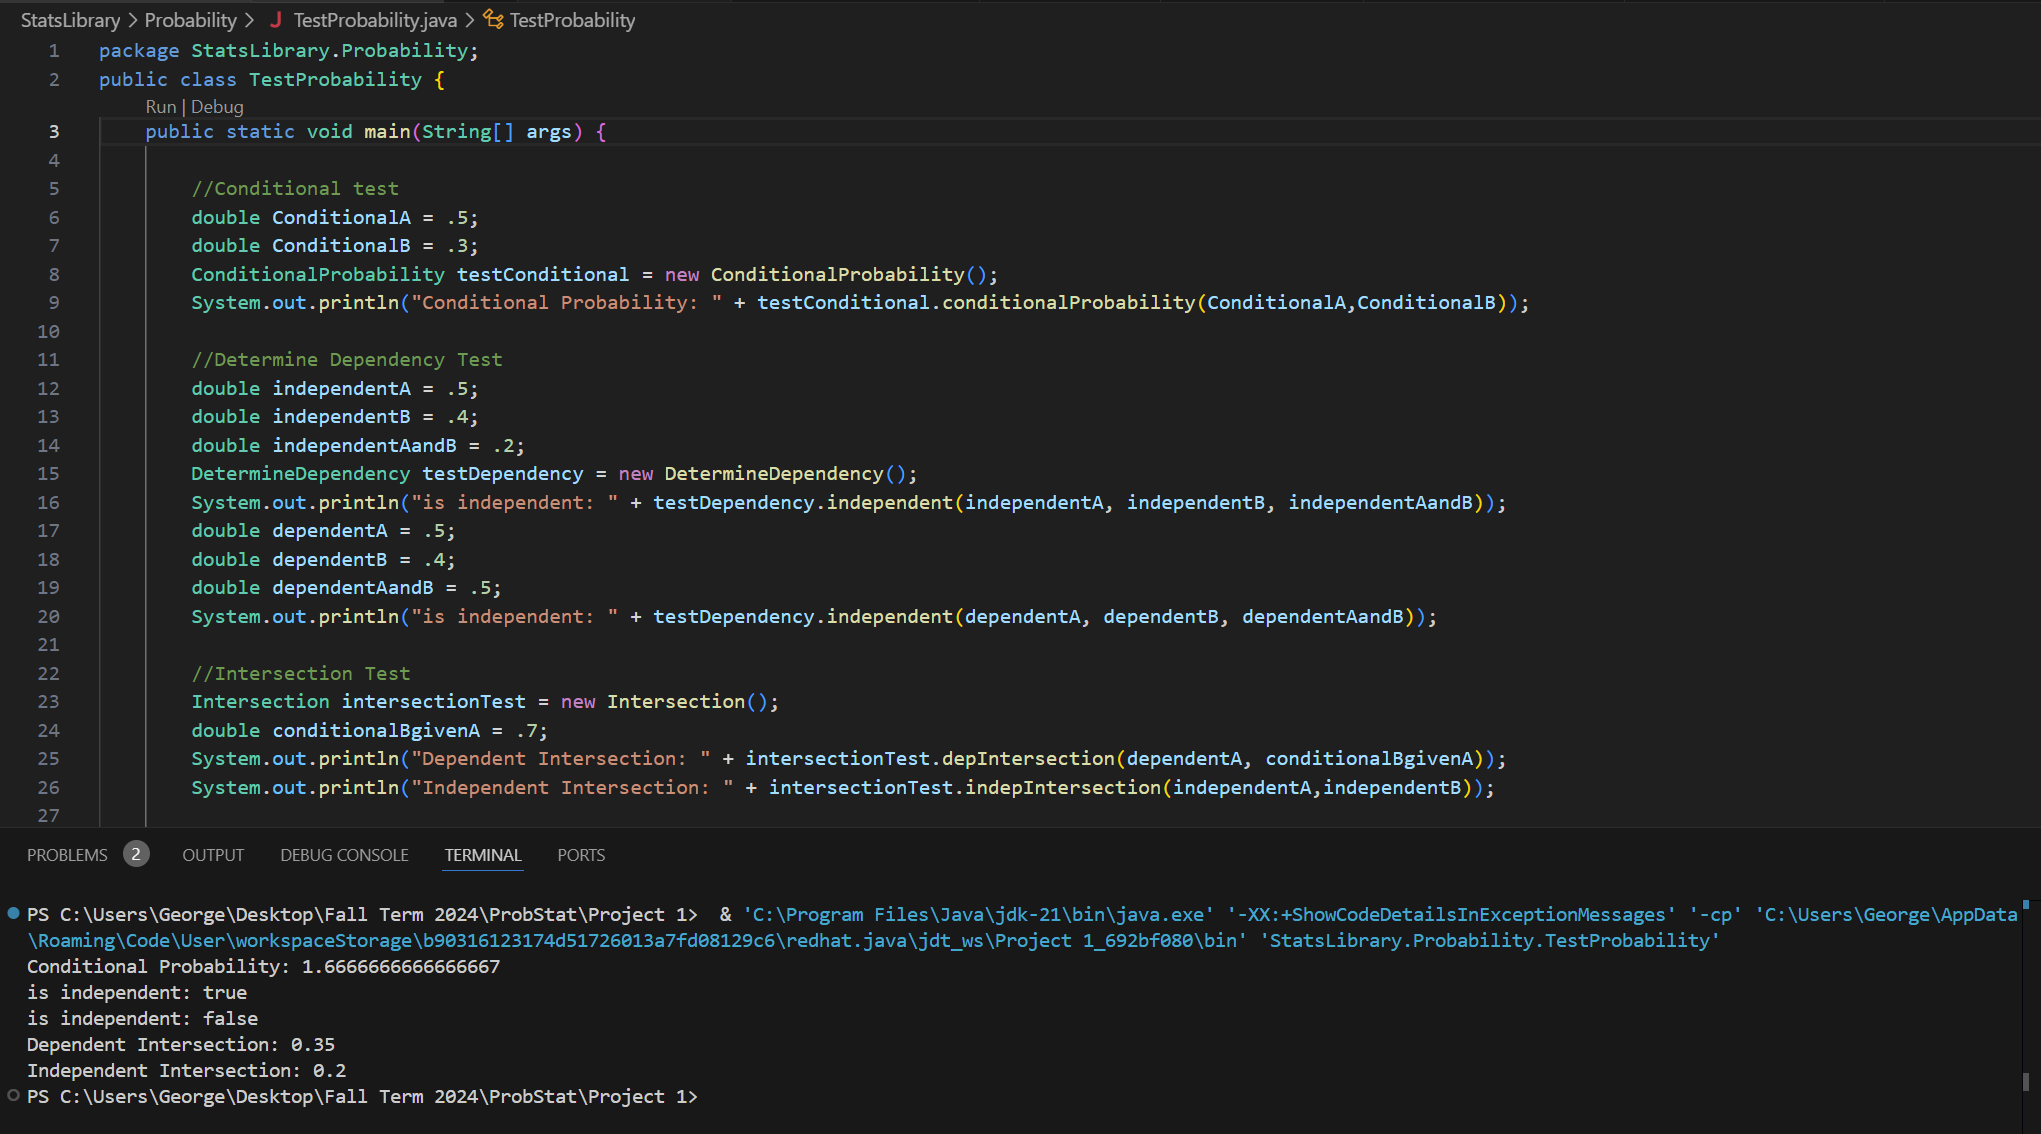 StatsLibrary > Probability > J TestProbability.java > TestProbability
1 package StatsLibrary.Probability;
2 public class TestProbability {
Run | Debug
3 public static void main(String[] args) {
4
5 //Conditional test
6 double ConditionalA = .5;
7 double ConditionalB = .3;
8 ConditionalProbability testConditional = new ConditionalProbability();
9 System.out.println("Conditional Probability: " + testConditional.conditionalProbability(ConditionalA,ConditionalB));
10
11 //Determine Dependency Test
12 double independentA = .5;
13 double independentB = .4;
14 double independentAandB = .2;
15 DetermineDependency testDependency = new DetermineDependency();
16 System.out.println("is independent: " + testDependency.independent(independentA, independentB, independentAandB));
17 double dependentA = .5;
18 double dependentB = .4;
19 double dependentAandB = .5;
20 System.out.println("is independent: " + testDependency.independent(dependentA, dependentB, dependentAandB));
21
22 //Intersection Test
23 Intersection intersectionTest = new Intersection();
24 double conditionalBgivenA = .7;
25 System.out.println("Dependent Intersection: " + intersectionTest.depIntersection(dependentA, conditionalBgivenA));
26 System.out.println("Independent Intersection: " + intersectionTest.indepIntersection(independentA,independentB));
27
PROBLEMS 2 OUTPUT DEBUG CONSOLE TERMINAL PORTS
PS C:\Users\George\Desktop\Fall Term 2024\ProbStat\Project 1> & 'C:\Program Files\Java\jdk-21\bin\java.exe' '-XX:+ShowCodeDetailsInExceptionMessages' '-cp' 'C:\Users\George\AppData
\Roaming\Code\User\workspaceStorage\b90316123174d51726013a7fd08129c6\redhat.java\jdt_ws\Project 1_692bf080\bin' 'StatsLibrary.Probability.TestProbability'
Conditional Probability: 1.6666666666666667
is independent: true
is independent: false
Dependent Intersection: 0.35
Independent Intersection: 0.2
PS C:\Users\George\Desktop\Fall Term 2024\ProbStat\Project 1>